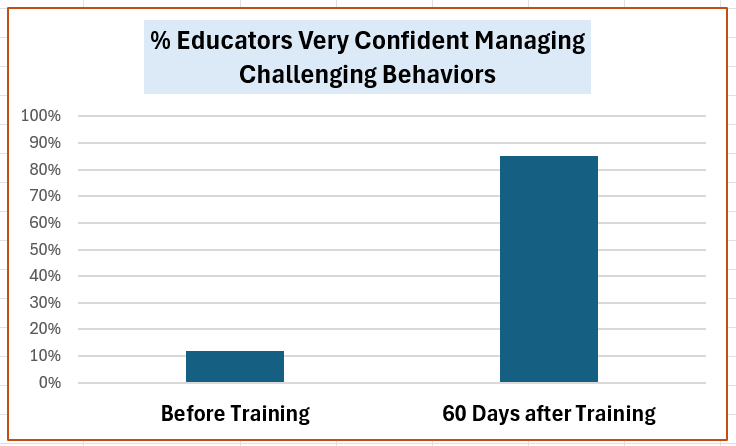 % Educators Very Confident Managing
Challenging Behaviors
100%
90%
80%
70%
60%
50%
40%
30%
20%
10%
0%
Before Training
60 Days after Training